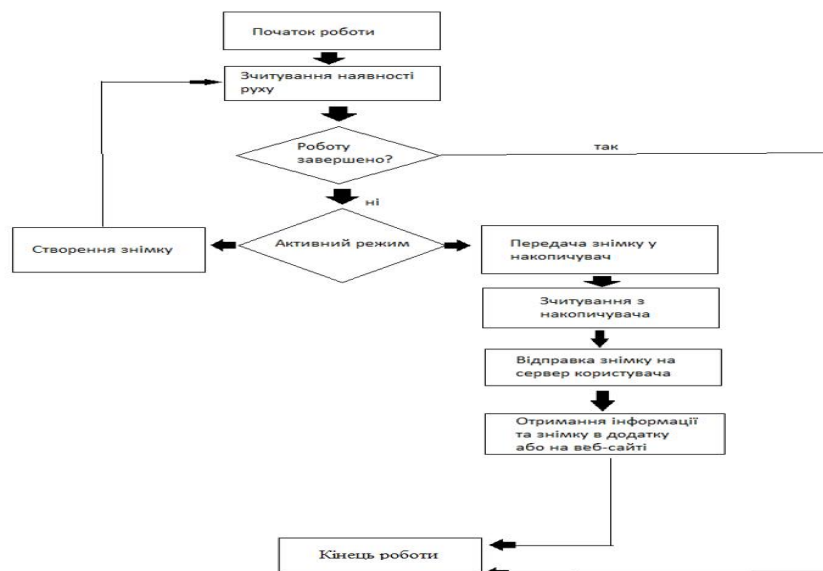 Початок роботи
Зчитування наявності
руху
Роботу
завершено?
так
ні
Активний режим
Створення знімку
Передача знімку у
накопичувач
Зчитування з
накопичувача
Відправка знімку на
сервер користувача
Отримання інформації
та знімку в додатку
або на веб-сайті
Кінець роботи